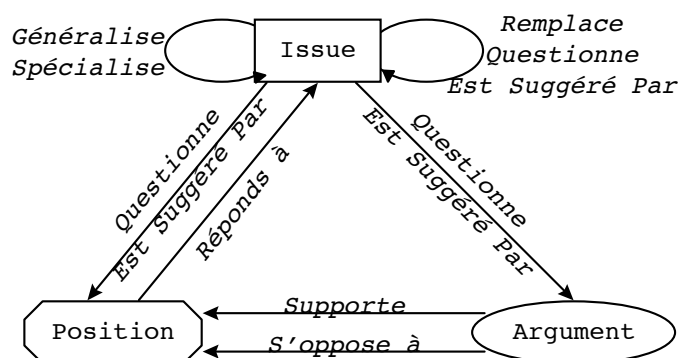 Généralise
Spécialise
Issue
Remplace
Questionne
Est Suggéré Par
Questionne
Est Suggéré Par
Réponds à
Questionne
Est Suggéré Par
Supporte
S'oppose à
Position
Argument